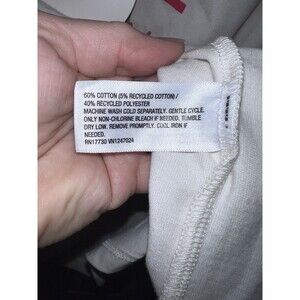 60% COTTON (5% RECYCLED COTTON) /
40% RECYCLED POLYESTER
MACHINE WASH COLD SEPARATELY. GENTLE CYCLE.
ONLY NON-CHLORINE BLEACH IF NEEDED. TUMBLE
DRY LOW. REMOVE PROMPTLY. COOL IRON IF
NEEDED.
RN17730 VN1247024